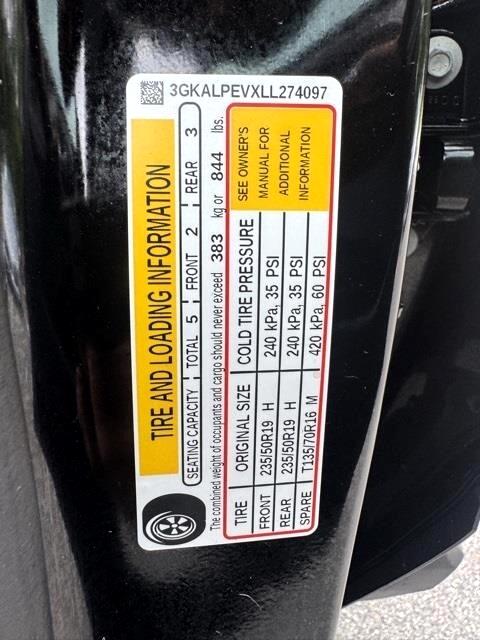 3GKALPEVXLL274097
TIRE AND LOADING INFORMATION
SEATING CAPACITY TOTAL 5 FRONT 2 REAR 3
The combined weight of occupants and cargo should never exceed 383 kg or 844 lbs.
TIRE ORIGINAL SIZE COLD TIRE PRESSURE SEE OWNER'S
FRONT 235/50R19 H 240 kPa, 35 PSI MANUAL FOR
REAR 235/50R19 H 240 kPa, 35 PSI ADDITIONAL
SPARE T135/70R16 M 420 kPa, 60 PSI INFORMATION